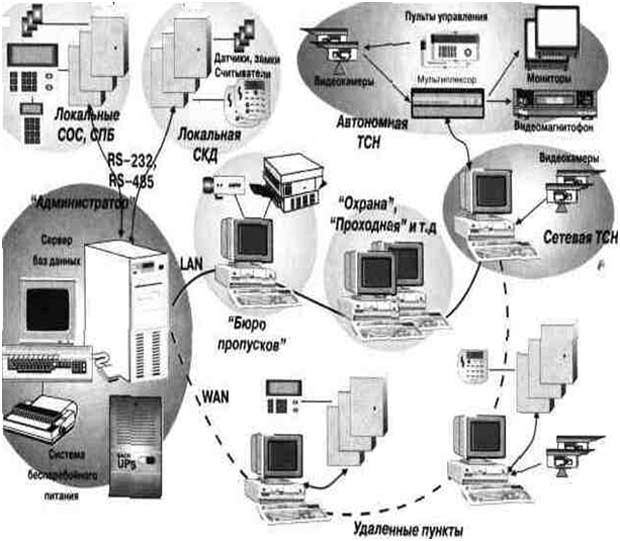 Датчики, замки
Считыватели
Пульты управления
Видеокамеры
Мультиплексор
Мониторы
Видеомагнитофон
Автономная
ТСН
Локальные
СОС, СПБ
Локальная
СКД
RS-232,
RS-485
"Администратор"
Сервер
баз данных
LAN
"Бюро
пропусков"
"Охрана",
"Проходная" и т.д
Видеокамеры
Сетевая ТСН
WAN
Система
бесперебойного
питания
BACK
UPS
Удаленные пункты